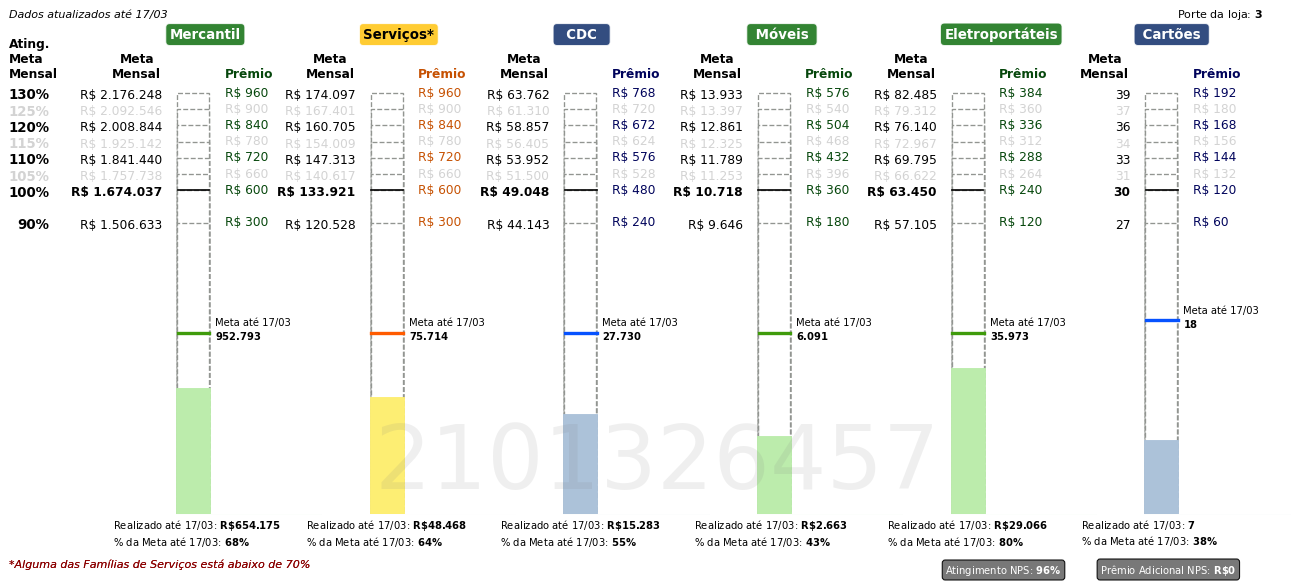 Dados atualizados até 17/03
Porte da loja: 3
Mercantil Serviços* CDC Móveis Eletroportáteis Cartões
Ating. Meta Mensal
Meta Mensal Prêmio Meta Mensal Prêmio Meta Mensal Prêmio Meta Mensal Prêmio Meta Mensal Prêmio Meta Mensal Prêmio
130% R$ 2.176.248 R$ 960 R$ 174.097 R$ 960 R$ 63.762 R$ 768 R$ 13.933 R$ 576 R$ 82.485 R$ 384 39 R$ 192
125% R$ 2.092.546 R$ 900 R$ 167.401 R$ 900 R$ 61.310 R$ 720 R$ 13.397 R$ 540 R$ 79.312 R$ 360 37 R$ 180
120% R$ 2.008.844 R$ 840 R$ 160.705 R$ 840 R$ 58.857 R$ 672 R$ 12.861 R$ 504 R$ 76.140 R$ 336 36 R$ 168
115% R$ 1.925.142 R$ 780 R$ 154.009 R$ 780 R$ 56.405 R$ 624 R$ 12.325 R$ 468 R$ 72.967 R$ 312 34 R$ 156
110% R$ 1.841.440 R$ 720 R$ 147.313 R$ 720 R$ 53.952 R$ 576 R$ 11.789 R$ 432 R$ 69.795 R$ 288 33 R$ 144
105% R$ 1.757.738 R$ 660 R$ 140.617 R$ 660 R$ 51.500 R$ 528 R$ 11.253 R$ 396 R$ 66.622 R$ 264 31 R$ 132
100% R$ 1.674.037 R$ 600 R$ 133.921 R$ 600 R$ 49.048 R$ 480 R$ 10.718 R$ 360 R$ 63.450 R$ 240 30 R$ 120
90% R$ 1.506.633 R$ 300 R$ 120.528 R$ 300 R$ 44.143 R$ 240 R$ 9.646 R$ 180 R$ 57.105 R$ 120 27 R$ 60
Meta até 17/03 Meta até 17/03 Meta até 17/03 Meta até 17/03 Meta até 17/03 Meta até 17/03
952.793 75.714 27.730 6.091 35.973 18
2101326457
Realizado até 17/03: R$654.175 Realizado até 17/03: R$48.468 Realizado até 17/03: R$15.283 Realizado até 17/03: R$2.663 Realizado até 17/03: R$29.066 Realizado até 17/03: 7
% da Meta até 17/03: 68% % da Meta até 17/03: 64% % da Meta até 17/03: 55% % da Meta até 17/03: 43% % da Meta até 17/03: 80% % da Meta até 17/03: 38%
*Alguma das Famílias de Serviços está abaixo de 70%
Atingimento NPS: 96% Prêmio Adicional NPS: R$0